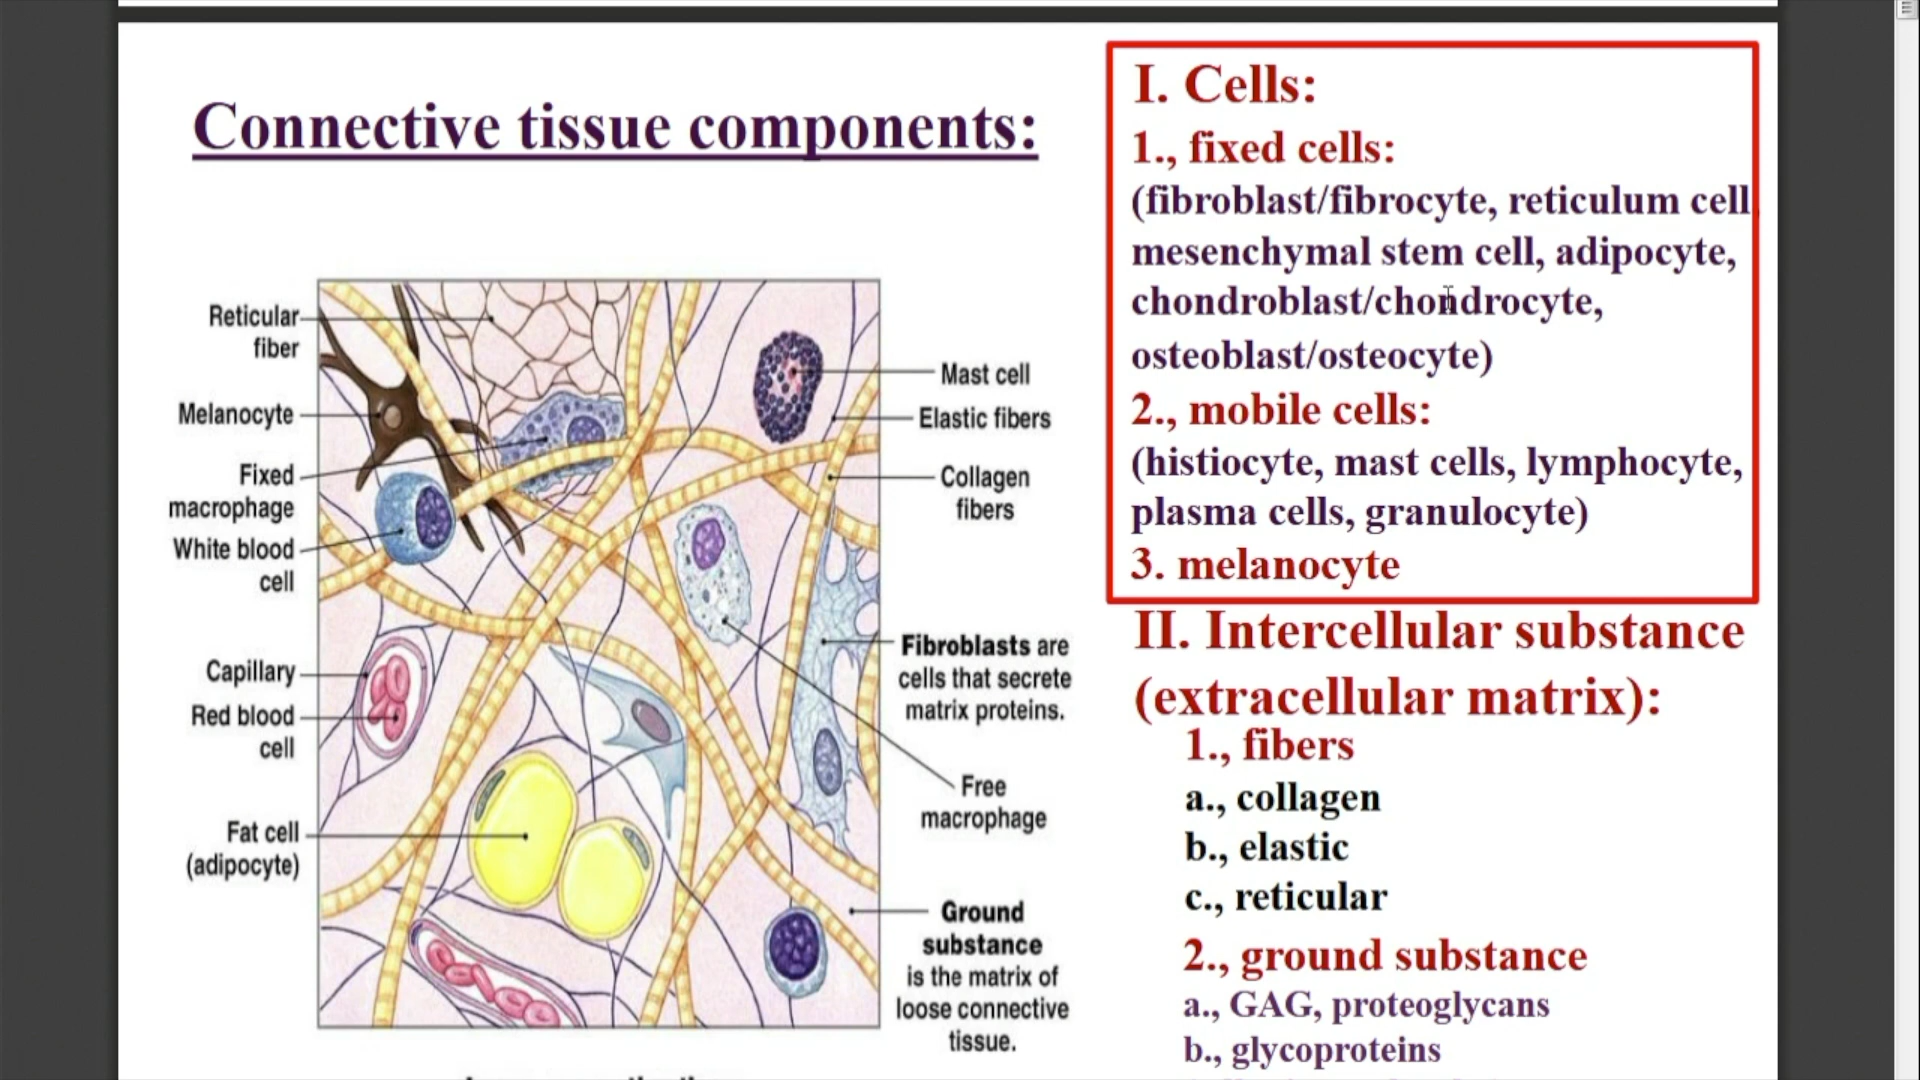 Connective tissue components:
Reticular
fiber
Melanocyte
Fixed
macrophage
White blood
cell
Capillary
Red blood
cell
Fat cell
(adipocyte)
Mast cell
Elastic fibers
Collagen
fibers
Fibroblasts are
cells that secrete
matrix proteins.
Free
macrophage
Ground
substance
is the matrix of
loose connective
tissue.
I. Cells:
1., fixed cells:
(fibroblast/fibrocyte, reticulum cell,
mesenchymal stem cell, adipocyte,
chondroblast/chondrocyte,
osteoblast/osteocyte)
2., mobile cells:
(histiocyte, mast cells, lymphocyte,
plasma cells, granulocyte)
3. melanocyte
II. Intercellular substance
(extracellular matrix):
1., fibers
a., collagen
b., elastic
c., reticular
2., ground substance
a., GAG, proteoglycans
b., glycoproteins